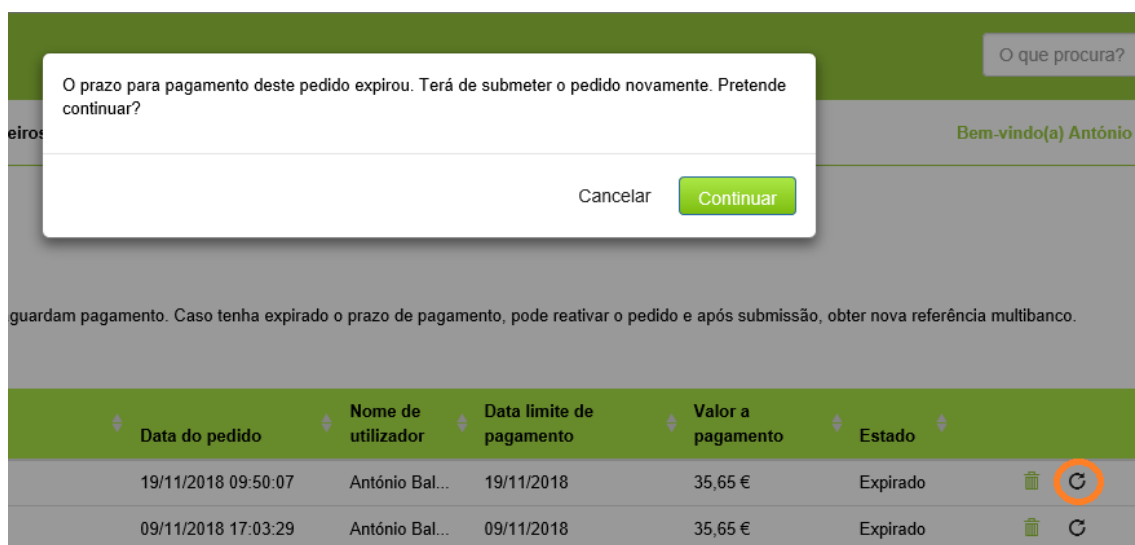 O que procura?
O prazo para pagamento deste pedido expirou. Terá de submeter o pedido novamente. Pretende
continuar?
eiros
Bem-vindo(a) António
Cancelar
Continuar
guardam pagamento. Caso tenha expirado o prazo de pagamento, pode reativar o pedido e após submissão, obter nova referência multibanco.
Data do pedido Nome de utilizador Data limite de pagamento Valor a pagamento Estado
19/11/2018 09:50:07 António Bal... 19/11/2018 35,65 € Expirado
09/11/2018 17:03:29 António Bal... 09/11/2018 35,65 € Expirado